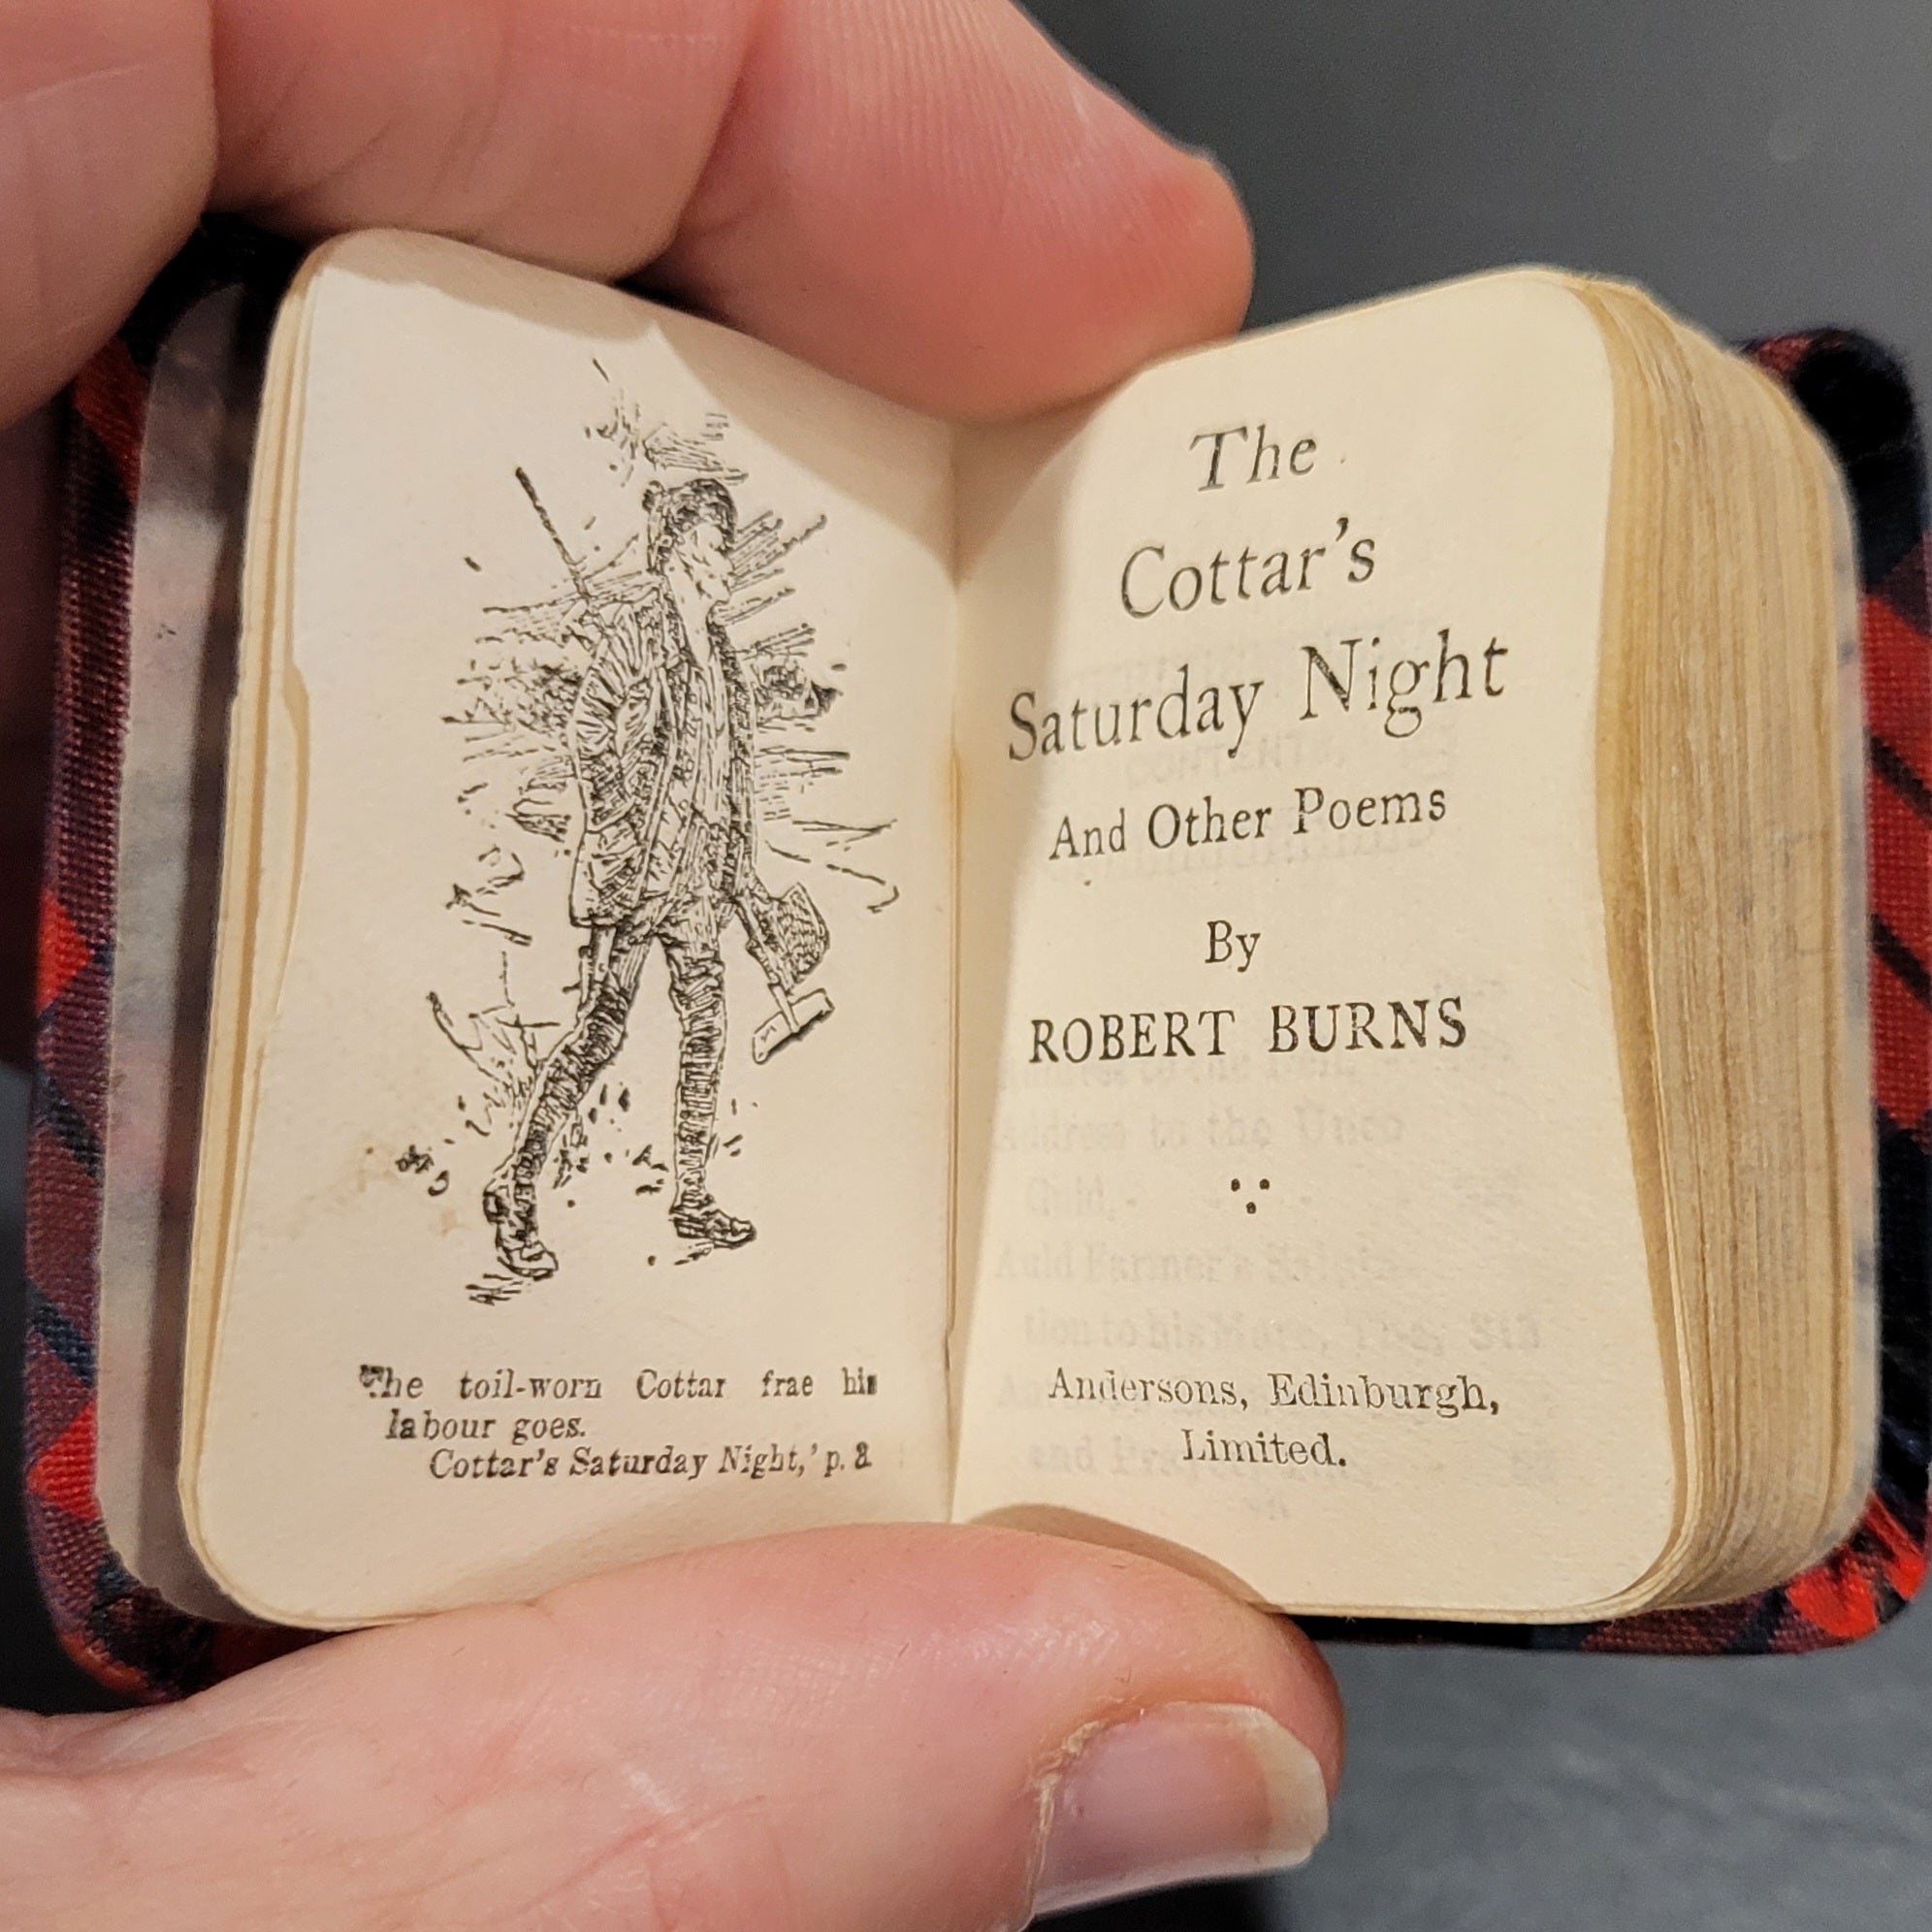 The toil-worn Cottar frae his
labour goes.
Cottar's Saturday Night,' p.
The
Cottar's
Saturday Night
And Other Poems
By
ROBERT BURNS
Andersons, Edinburgh,
Limited.